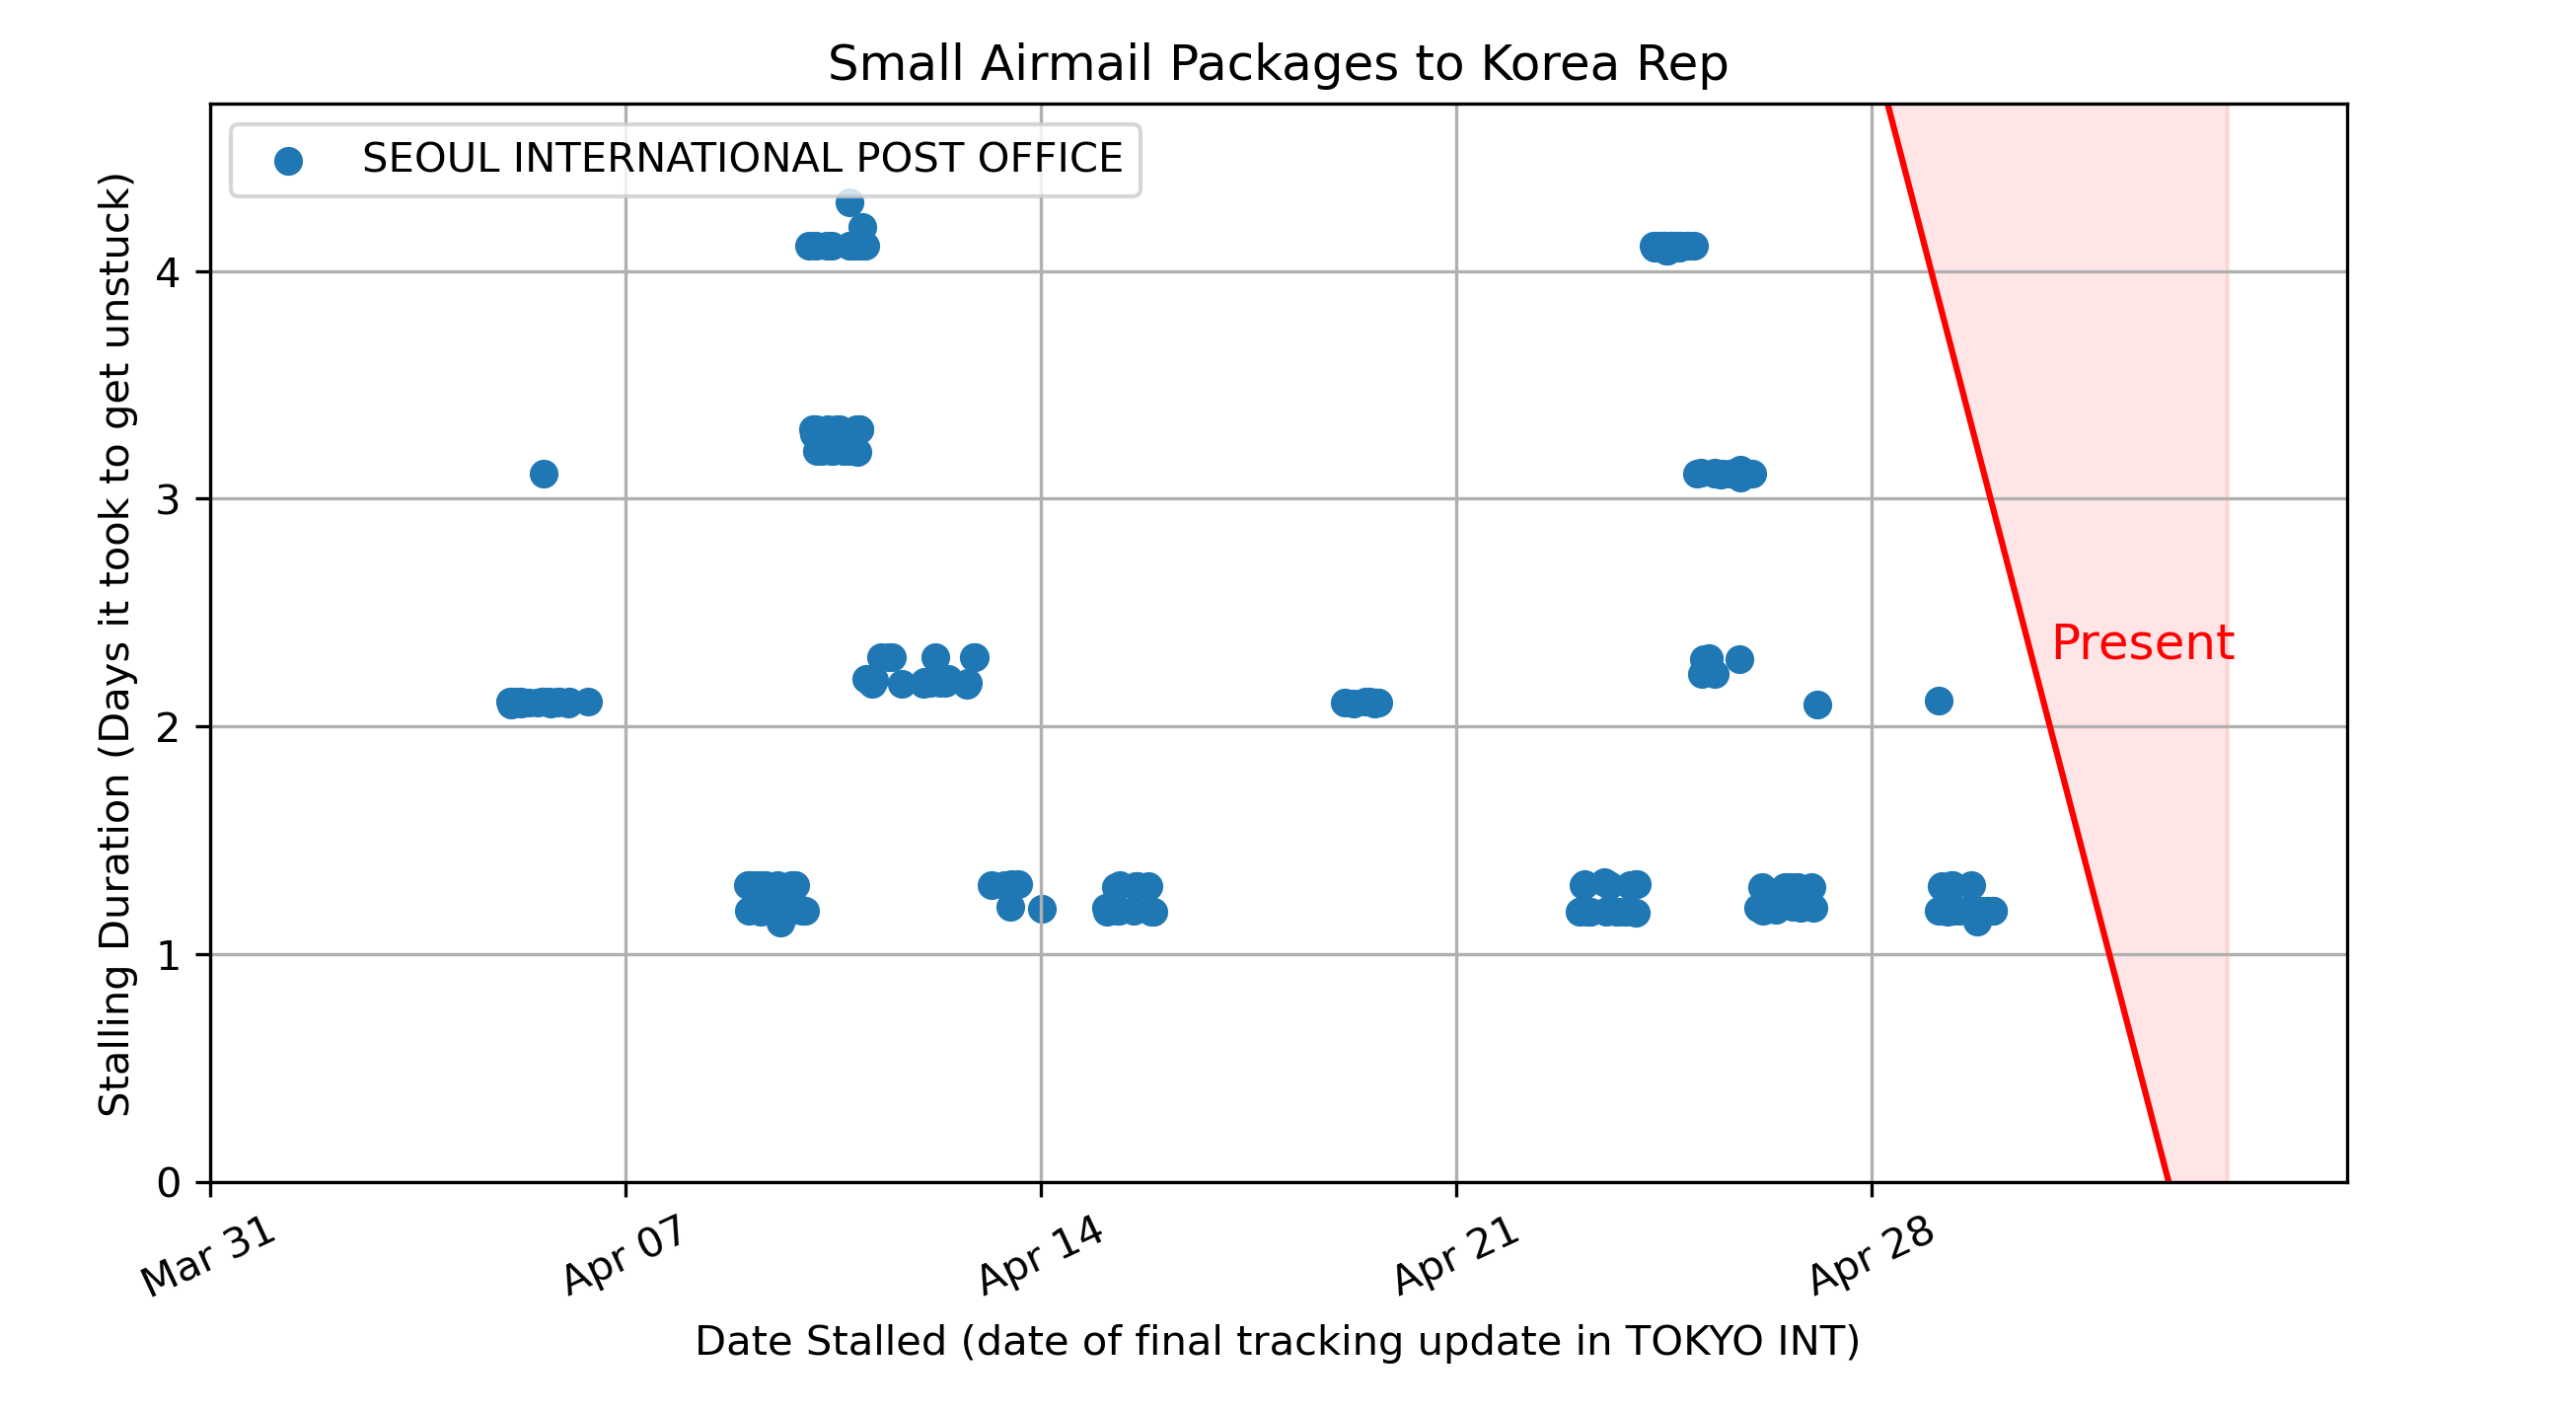 Small Airmail Packages to Korea Rep
SEOUL INTERNATIONAL POST OFFICE
Stalling Duration (Days it took to get unstuck)
4
3
2
1
0
Present
Mar 31
Apr 07
Apr 14
Apr 21
Apr 28
Date Stalled (date of final tracking update in TOKYO INT)